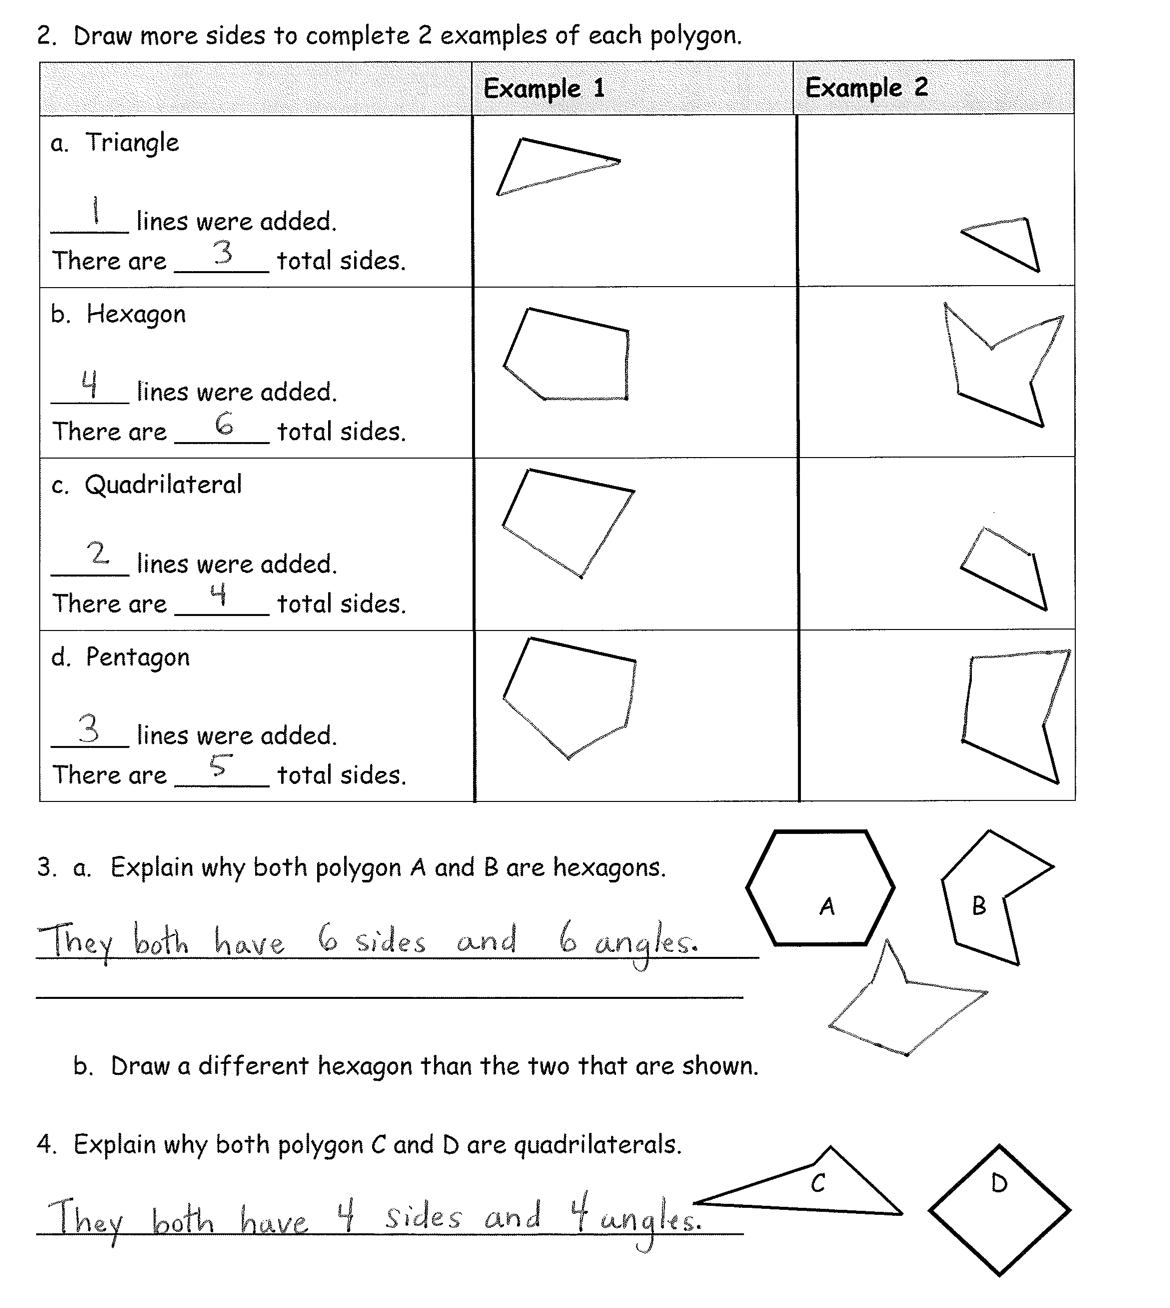 2. Draw more sides to complete 2 examples of each polygon.
Example 1
Example 2
a. Triangle
1 lines were added.
There are 3 total sides.
b. Hexagon
4 lines were added.
There are 6 total sides.
c. Quadrilateral
2 lines were added.
There are 4 total sides.
d. Pentagon
3 lines were added.
There are 5 total sides.
3. a. Explain why both polygon A and B are hexagons.
A
B
They both have 6 sides and 6 angles.
b. Draw a different hexagon than the two that are shown.
4. Explain why both polygon C and D are quadrilaterals.
C
D
They both have 4 sides and 4 angles.